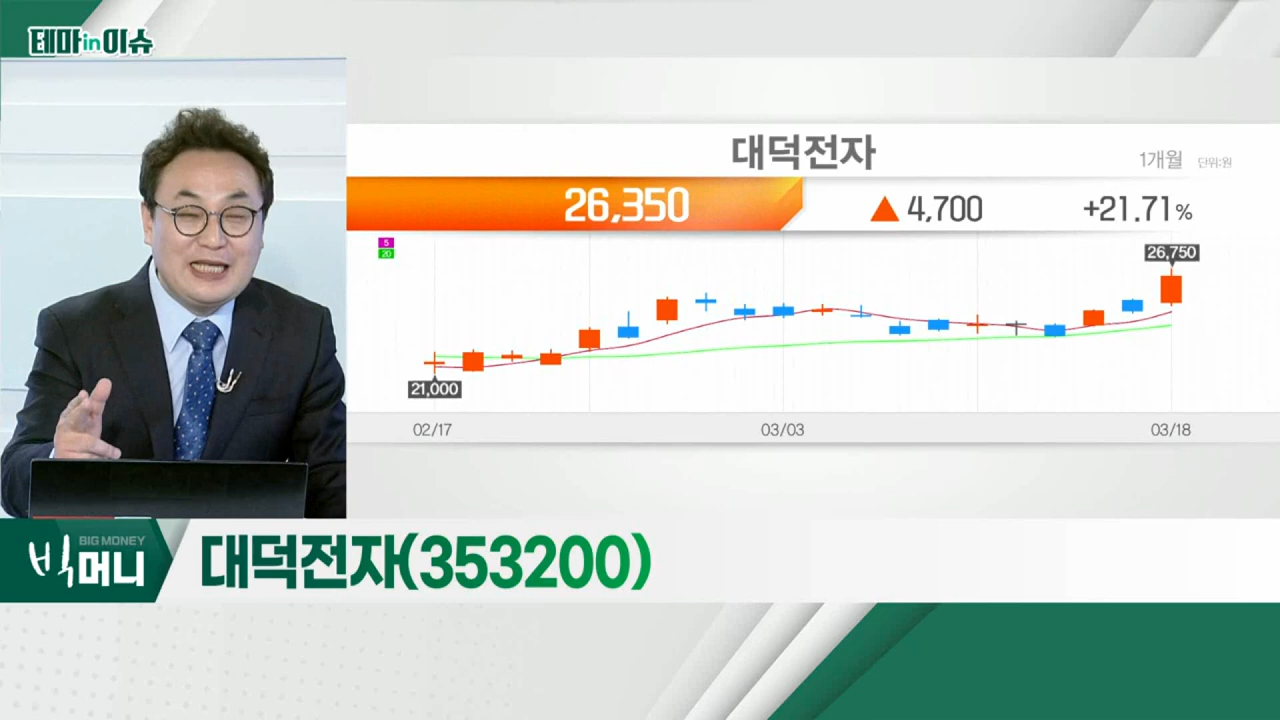 테마in이슈
대덕전자
1개월 단위:원
26,350 ▲ 4,700 +21.71%
5
20
26,750
21,000
02/17 03/03 03/18
BIG MONEY
빅머니
대덕전자(353200)